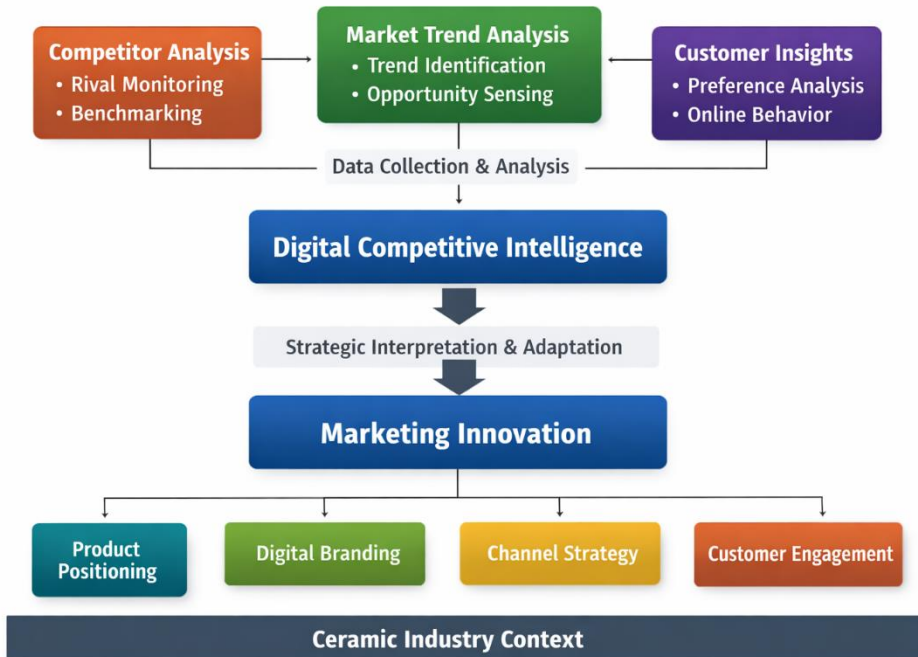 Competitor Analysis
• Rival Monitoring
• Benchmarking
Market Trend Analysis
• Trend Identification
• Opportunity Sensing
Customer Insights
• Preference Analysis
• Online Behavior
Data Collection & Analysis
Digital Competitive Intelligence
Strategic Interpretation & Adaptation
Marketing Innovation
Product
Positioning
Digital Branding
Channel Strategy
Customer Engagement
Ceramic Industry Context